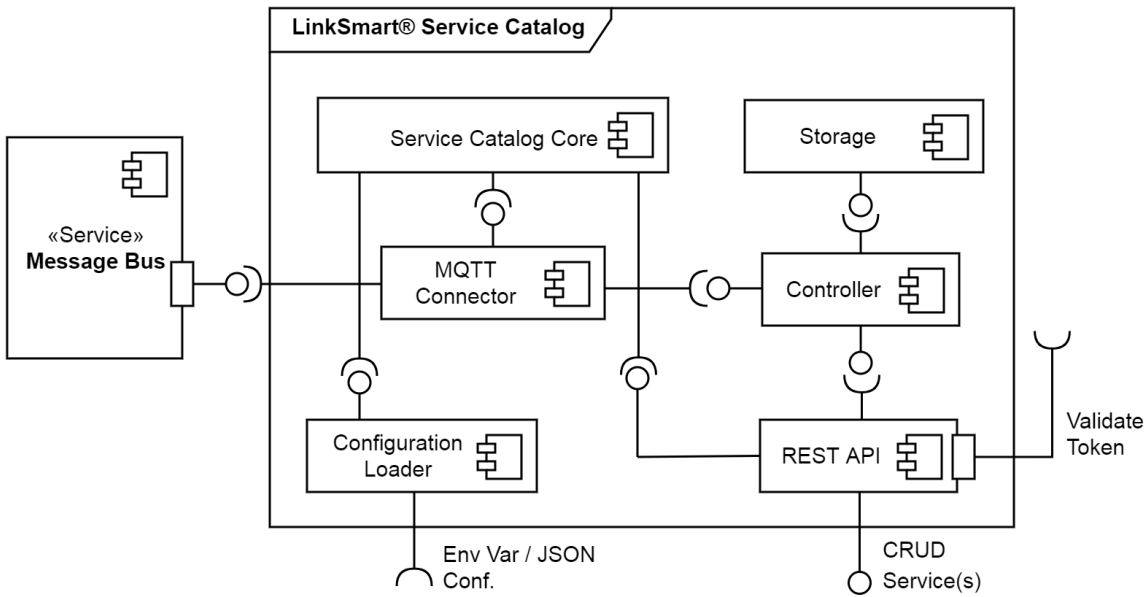 LinkSmart® Service Catalog
Service Catalog Core
Storage
«Service»
Message Bus
MQTT
Connector
Controller
Configuration
Loader
REST API
Validate
Token
Env Var / JSON
Conf.
CRUD
Service(s)